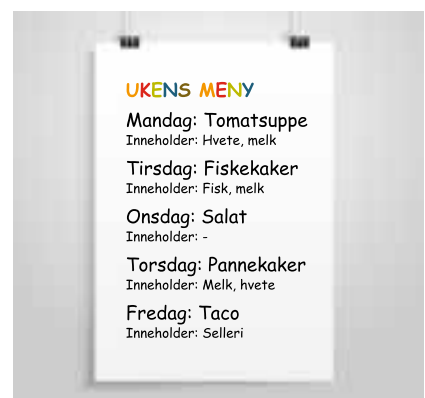 UKENS MENY
Mandag: Tomatsuppe
Inneholder: Hvete, melk
Tirsdag: Fiskekaker
Inneholder: Fisk, melk
Onsdag: Salat
Inneholder: -
Torsdag: Pannekaker
Inneholder: Melk, hvete
Fredag: Taco
Inneholder: Selleri